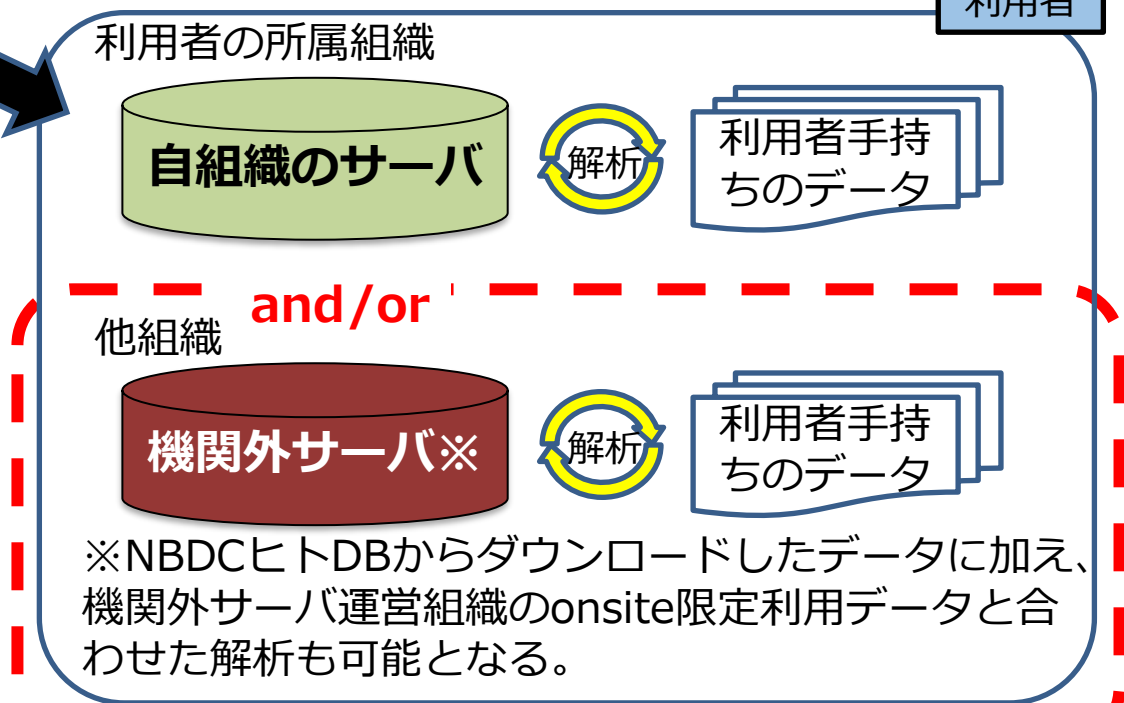 利用者
利用者の所属組織
自組織のサーバ
解析
利用者手持
ちのデータ
and/or
他組織
機関外サーバ※
解析
利用者手持
ちのデータ
※NBDCヒトDBからダウンロードしたデータに加え、
機関外サーバ運営組織のonsite限定利用データと合
わせた解析も可能となる。